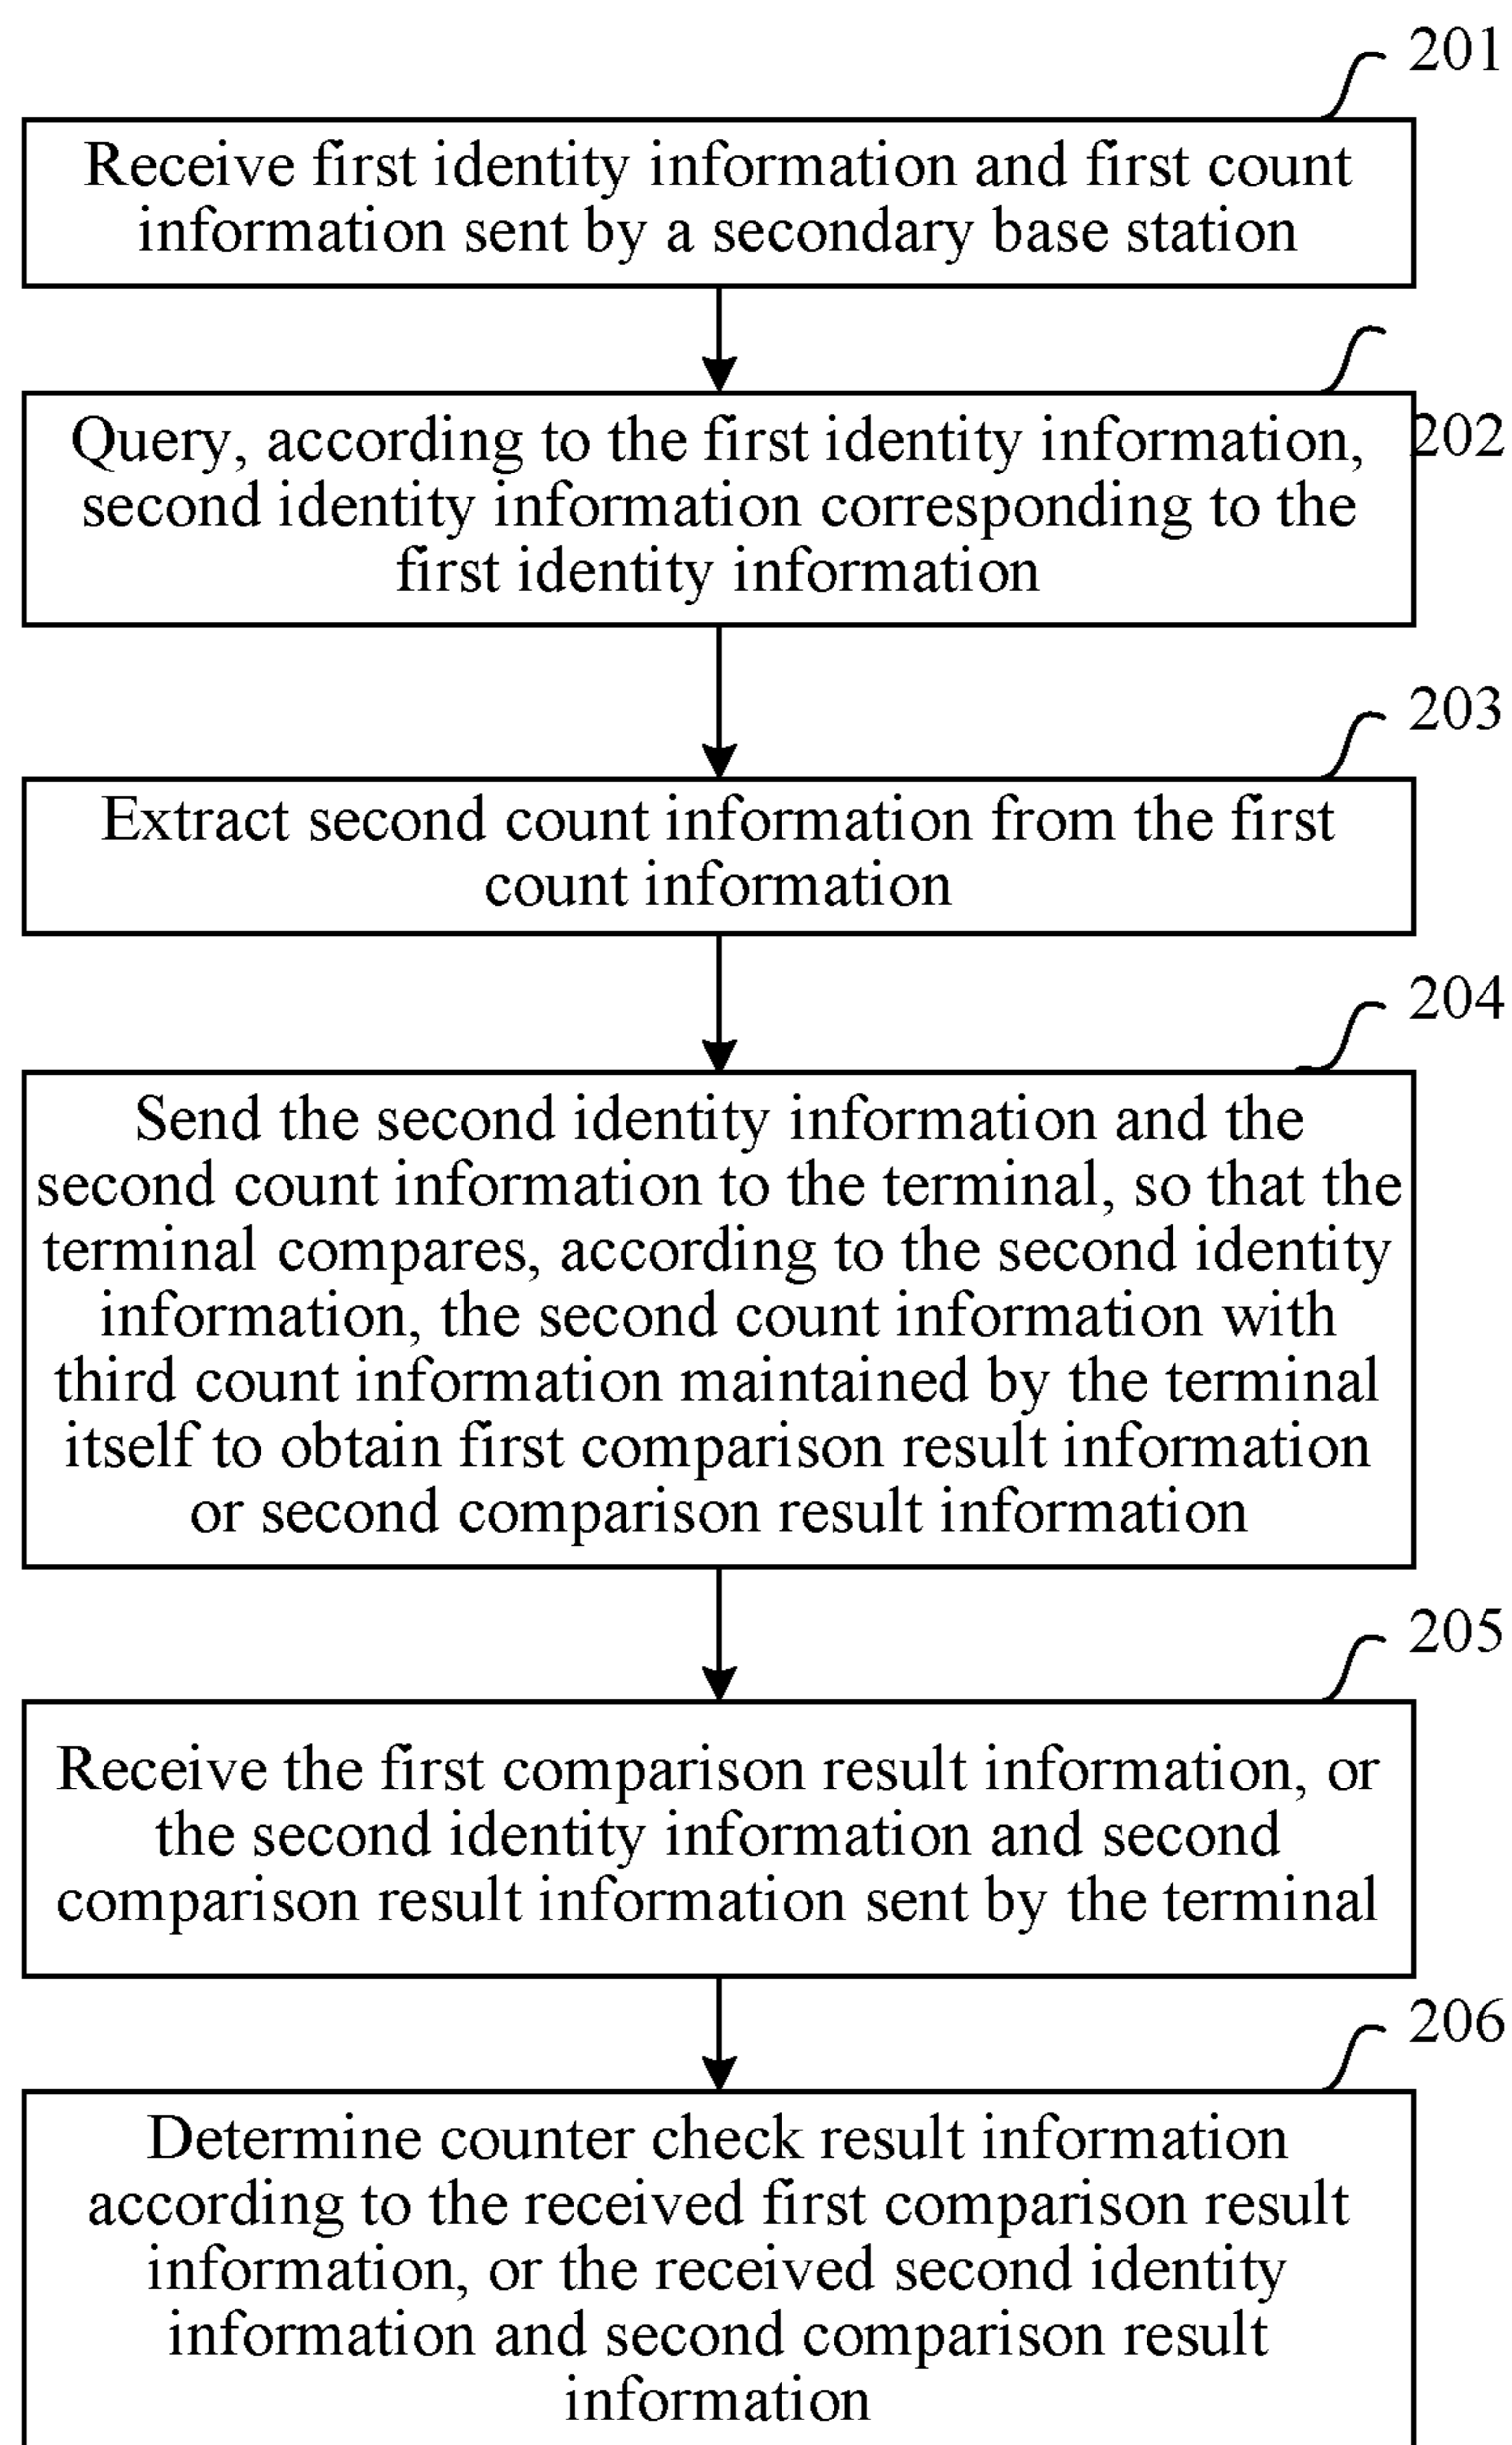 201
Receive first identity information and first count
information sent by a secondary base station
202
Query, according to the first identity information,
second identity information corresponding to the
first identity information
203
Extract second count information from the first
count information
204
Send the second identity information and the
second count information to the terminal, so that the
terminal compares, according to the second identity
information, the second count information with
third count information maintained by the terminal
itself to obtain first comparison result information
or second comparison result information
205
Receive the first comparison result information, or
the second identity information and second
comparison result information sent by the terminal
206
Determine counter check result information
according to the received first comparison result
information, or the received second identity
information and second comparison result
information